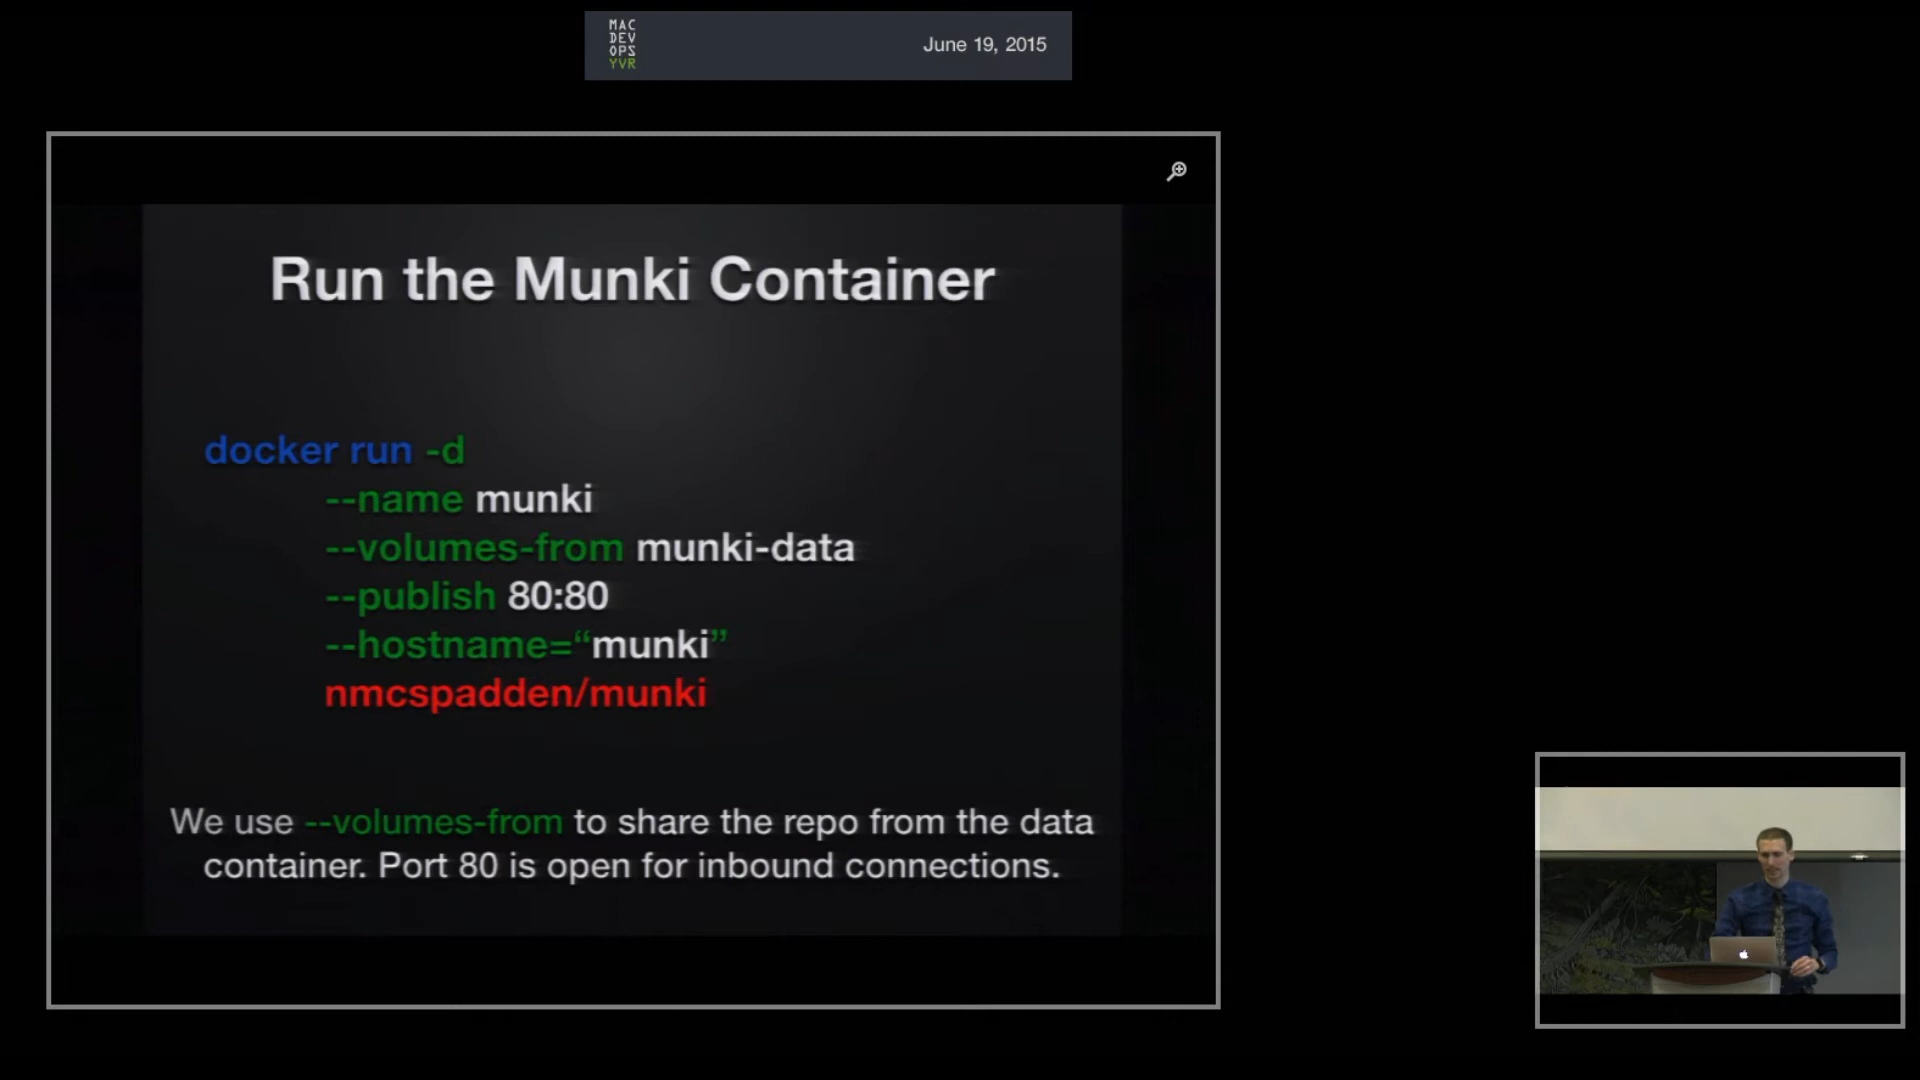 MAC
DEV
OPS
YVR
June 19, 2015
Run the Munki Container
docker run -d
--name munki
--volumes-from munki-data
--publish 80:80
--hostname=“munki”
nmcspadden/munki
We use --volumes-from to share the repo from the data
container. Port 80 is open for inbound connections.